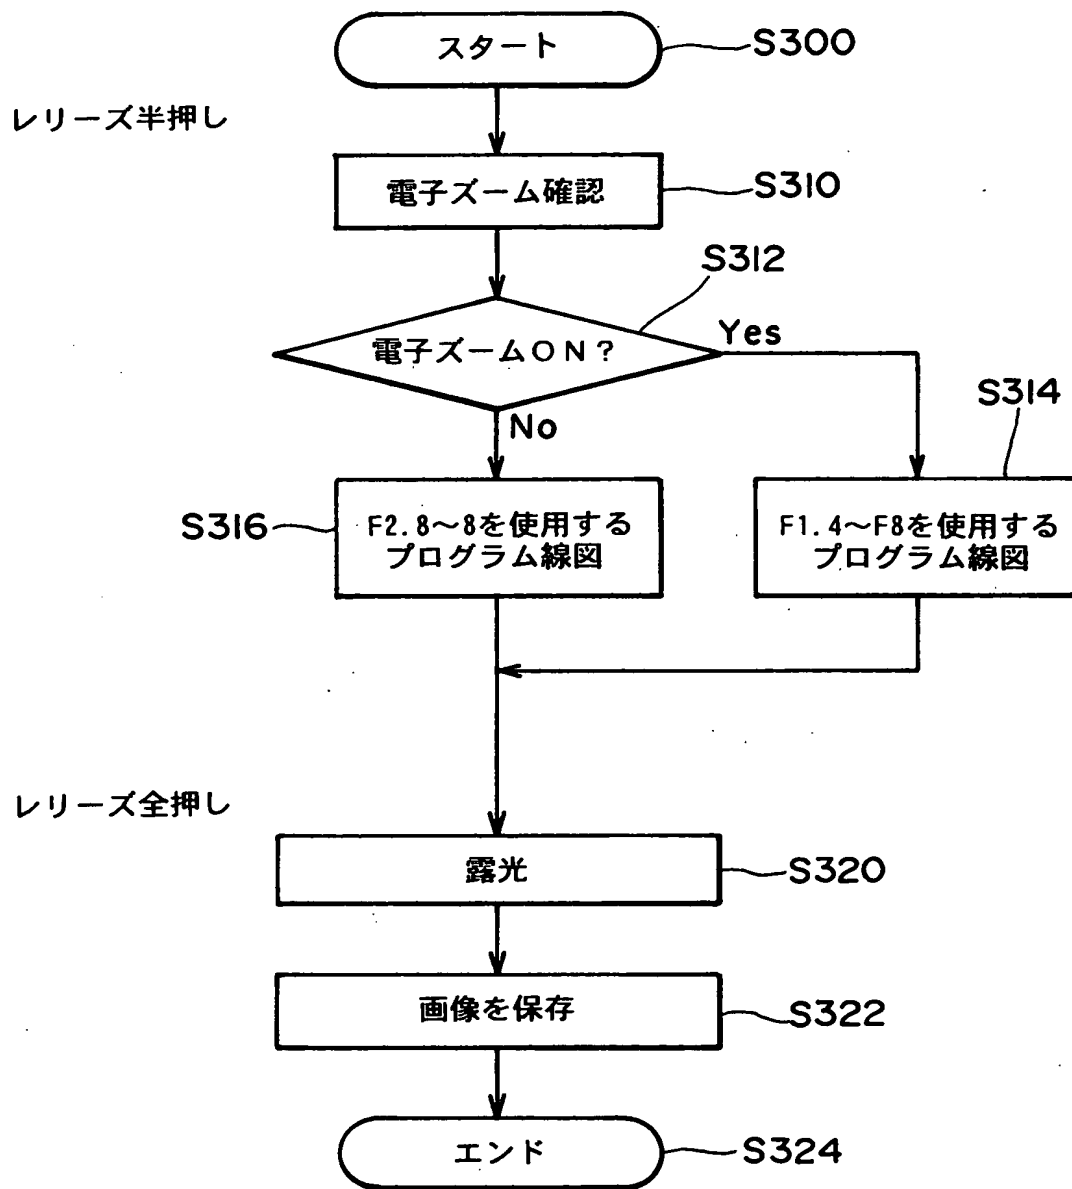 スタート
S300
レリーズ半押し
電子ズーム確認
S310
S312
電子ズームON?
Yes
No
S314
S316
F2.8～8を使用する
プログラム線図
F1.4～F8を使用する
プログラム線図
レリーズ全押し
露光
S320
画像を保存
S322
エンド
S324